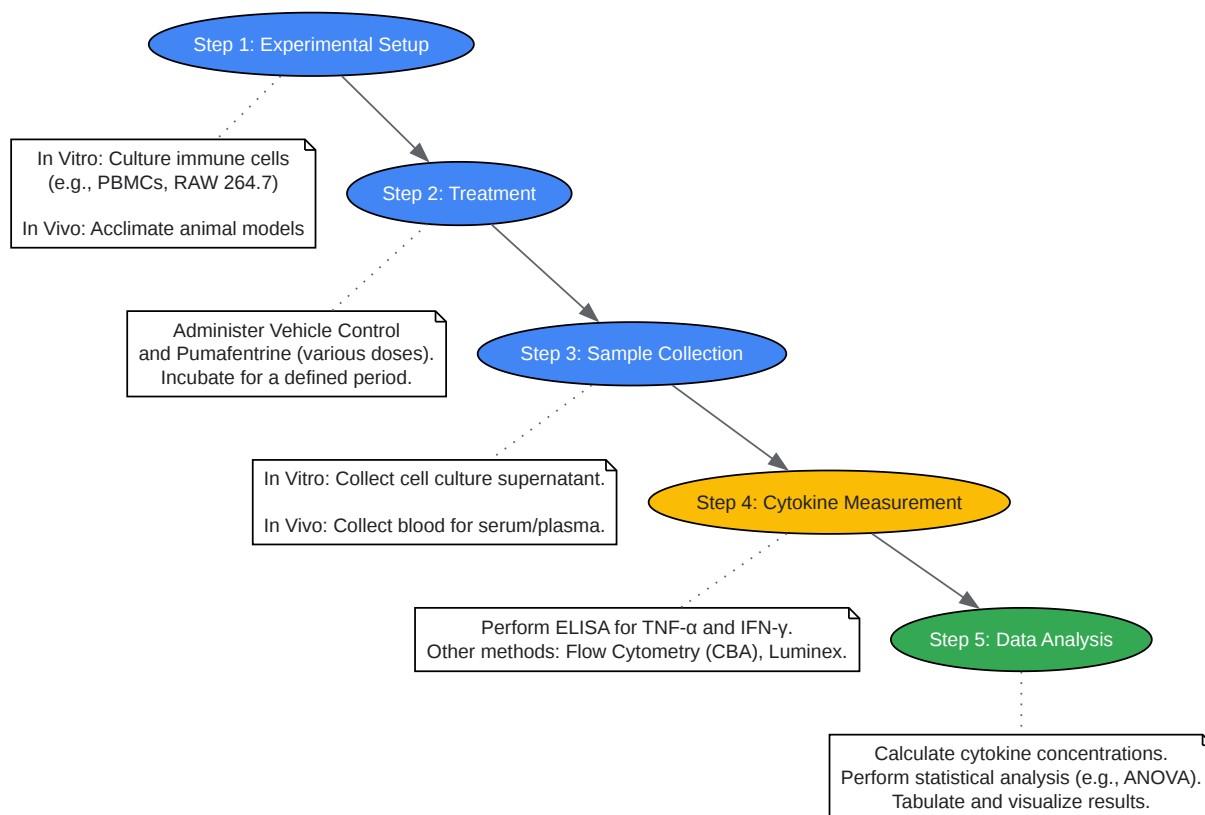 Step 1: Experimental Setup
In Vitro: Culture immune cells
(e.g., PBMCs, RAW 264.7)
In Vivo: Acclimate animal models
Step 2: Treatment
Administer Vehicle Control
and Pumafentrine (various doses).
Incubate for a defined period.
Step 3: Sample Collection
In Vitro: Collect cell culture supernatant.
In Vivo: Collect blood for serum/plasma.
Step 4: Cytokine Measurement
Perform ELISA for TNF-α and IFN-γ.
Other methods: Flow Cytometry (CBA), Luminex.
Step 5: Data Analysis
Calculate cytokine concentrations.
Perform statistical analysis (e.g., ANOVA).
Tabulate and visualize results.